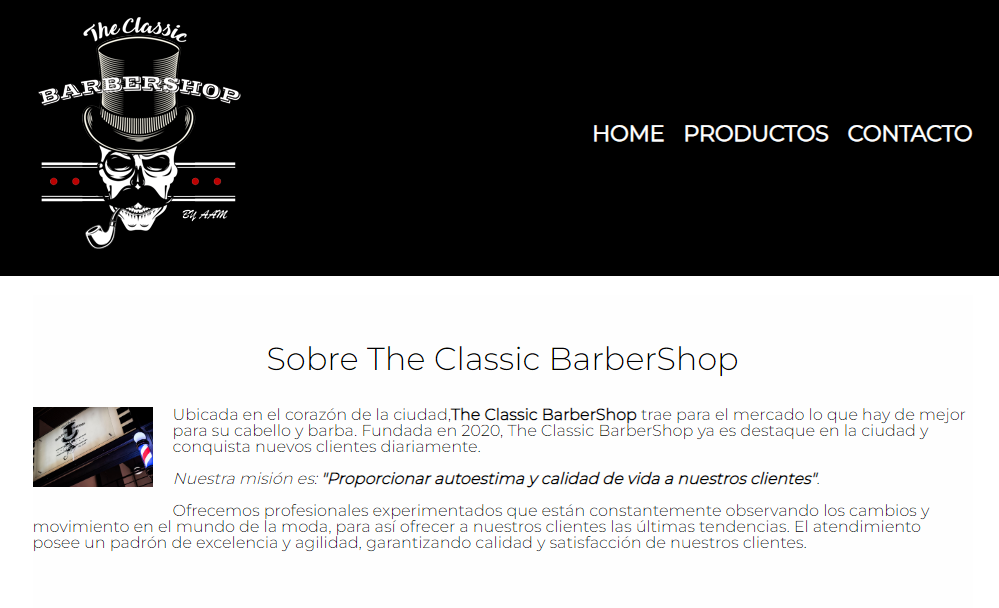 The Classic
BARBERSHOP
BY AAM
HOME PRODUCTOS CONTACTO
Sobre The Classic BarberShop
Ubicada en el corazón de la ciudad,The Classic BarberShop trae para el mercado lo que hay de mejor
para su cabello y barba. Fundada en 2020, The Classic BarberShop ya es destaque en la ciudad y
conquista nuevos clientes diariamente.
Nuestra misión es: "Proporcionar autoestima y calidad de vida a nuestros clientes".
Ofrecemos profesionales experimentados que están constantemente observando los cambios y
movimiento en el mundo de la moda, para así ofrecer a nuestros clientes las últimas tendencias. El atendimiento
posee un padrón de excelencia y agilidad, garantizando calidad y satisfacción de nuestros clientes.